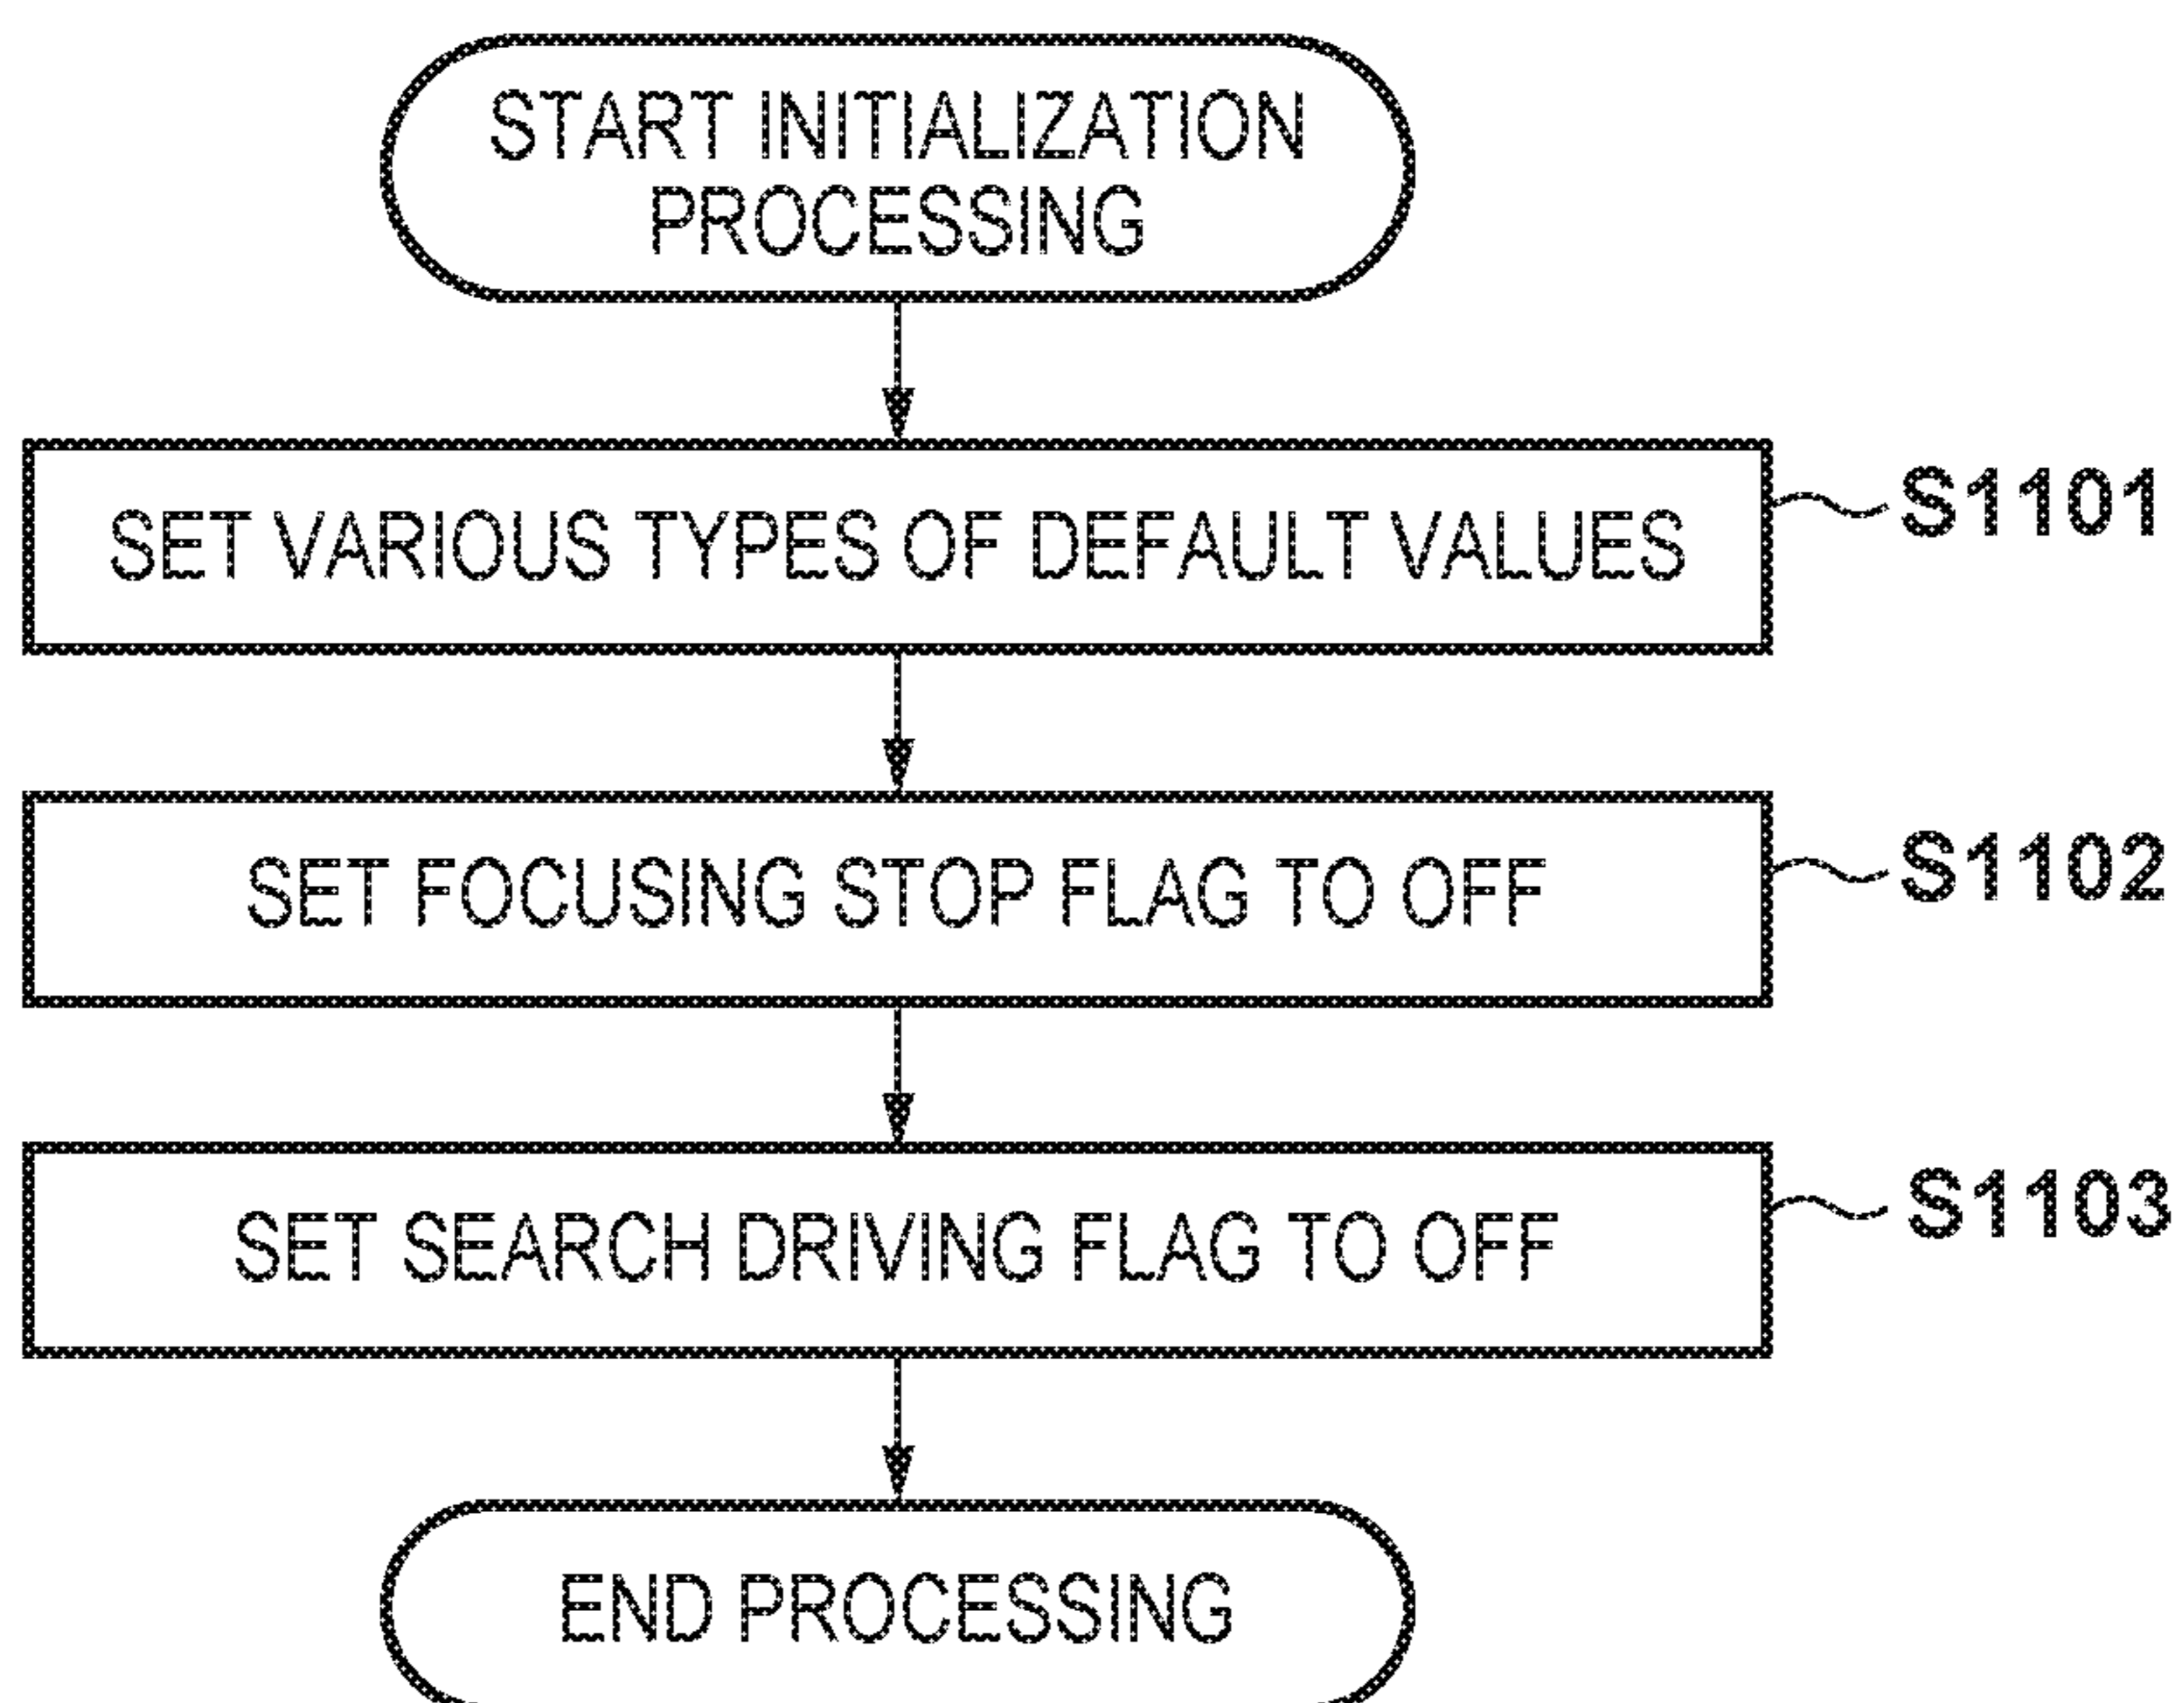 START INITIALIZATION
PROCESSING
SET VARIOUS TYPES OF DEFAULT VALUES
S1101
SET FOCUSING STOP FLAG TO OFF
S1102
SET SEARCH DRIVING FLAG TO OFF
S1103
END PROCESSING